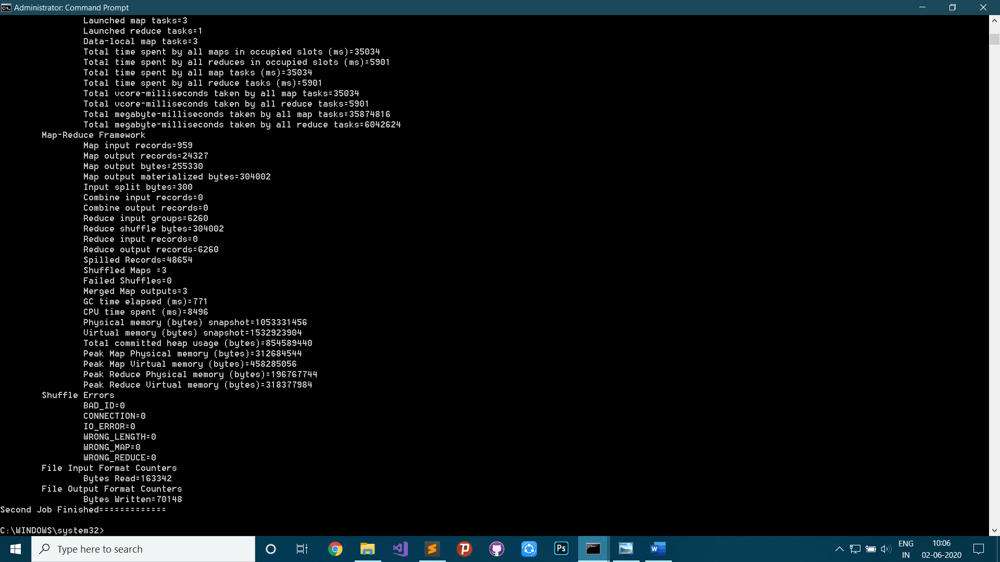 Administrator: Command Prompt
Launched map tasks=3
Launched reduce tasks=1
Data-local map tasks=3
Total time spent by all maps in occupied slots (ms)=35034
Total time spent by all reduces in occupied slots (ms)=5901
Total time spent by all map tasks (ms)=35034
Total time spent by all reduce tasks (ms)=5901
Total vcore-milliseconds taken by all map tasks=35034
Total vcore-milliseconds taken by all reduce tasks=5901
Total megabyte-milliseconds taken by all map tasks=35874816
Total megabyte-milliseconds taken by all reduce tasks=6042624
Map-Reduce Framework
Map input records=959
Map output records=24327
Map output bytes=255330
Map output materialized bytes=304002
Input split bytes=300
Combine input records=0
Combine output records=0
Reduce input groups=6260
Reduce shuffle bytes=304002
Reduce input records=0
Reduce output records=6260
Spilled Records=48654
Shuffled Maps =3
Failed Shuffles=0
Merged Map outputs=3
GC time elapsed (ms)=771
CPU time spent (ms)=8496
Physical memory (bytes) snapshot=1053331456
Virtual memory (bytes) snapshot=1532923904
Total committed heap usage (bytes)=854589440
Peak Map Physical memory (bytes)=312684544
Peak Map Virtual memory (bytes)=458285056
Peak Reduce Physical memory (bytes)=196767744
Peak Reduce Virtual memory (bytes)=318377984
Shuffle Errors
BAD_ID=0
CONNECTION=0
IO_ERROR=0
WRONG_LENGTH=0
WRONG_MAP=0
WRONG_REDUCE=0
File Input Format Counters
Bytes Read=163342
File Output Format Counters
Bytes Written=70148
Second Job Finished=============
C:\WINDOWS\system32>
Type here to search
Ps
ENG
IN
10:06
02-06-2020